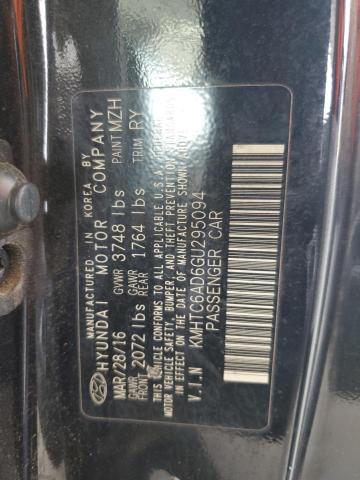 MANUFACTURED IN KOREA BY
HYUNDAI MOTOR COMPANY
MAR/28/16 GVWR 3748 lbs PAINT MZH
GAWR FRONT 2072 lbs GAWR REAR 1764 lbs TRIM RY
THIS VEHICLE CONFORMS TO ALL APPLICABLE U.S.A. FEDERAL
MOTOR VEHICLE SAFETY, BUMPER, AND THEFT PREVENTION
STANDARDS IN EFFECT ON THE DATE OF MANUFACTURE SHOWN ABOVE
V.I.N KMHTC6AD6GU295094
PASSENGER CAR